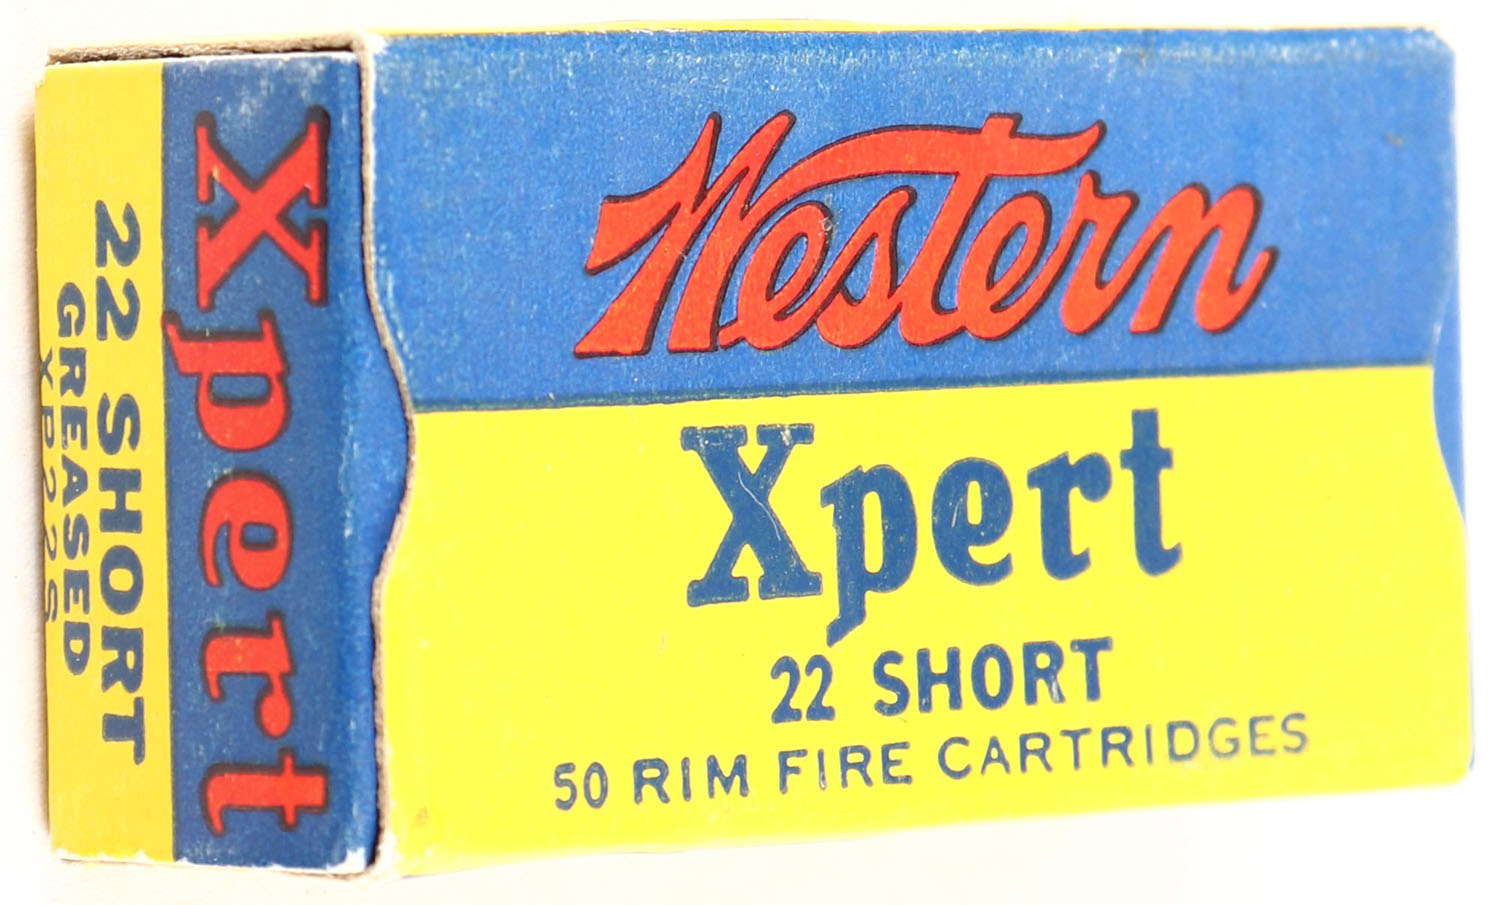 Western
Xpert
22 SHORT
50 RIM FIRE CARTRIDGES
Xpert
22 SHORT
GREASED
XP22S